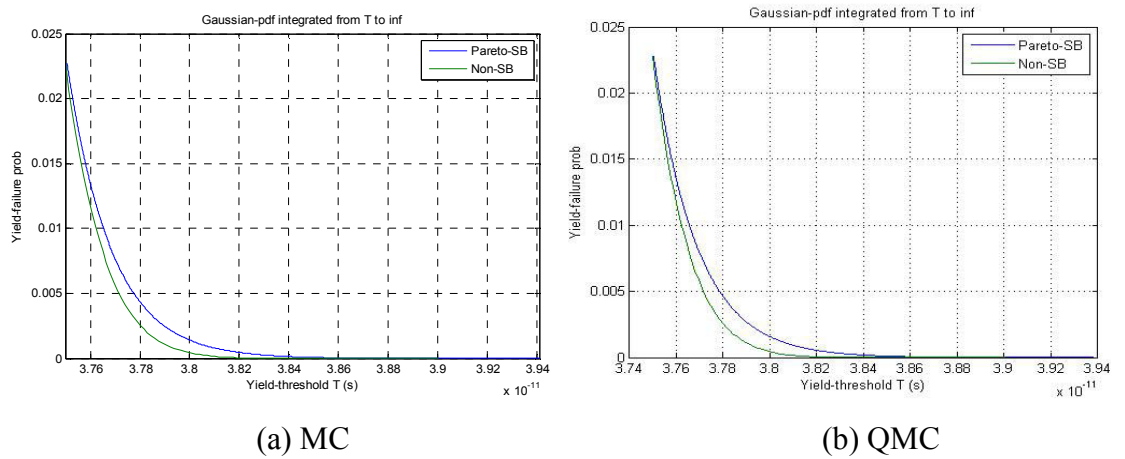 Gaussian-pdf integrated from T to inf
0.025
0.02
0.015
0.01
0.005
0
Yield-failure prob
Pareto-SB
Non-SB
3.76 3.78 3.8 3.82 3.84 3.86 3.88 3.9 3.92 3.94
Yield-threshold T (s)
x 10⁻¹¹
(a) MC
Gaussian-pdf integrated from T to inf
0.025
0.02
0.015
0.01
0.005
0
Yield-failure prob
Pareto-SB
Non-SB
3.74 3.76 3.78 3.8 3.82 3.84 3.86 3.88 3.9 3.92 3.94
Yield-threshold T (s)
x 10⁻¹¹
(b) QMC